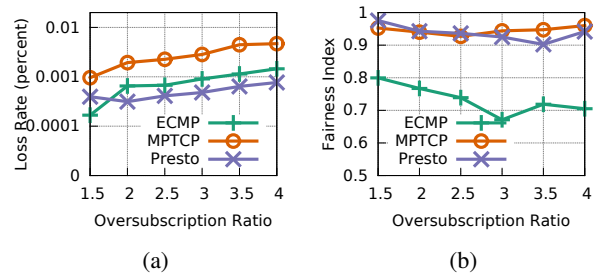 Loss Rate (percent)
0.01
0.001
0.0001
0
ECMP
MPTCP
Presto
1.5 2 2.5 3 3.5 4
Oversubscription Ratio
(a)
Fairness Index
1
0.9
0.8
0.7
0.6
0.5
ECMP
MPTCP
Presto
1.5 2 2.5 3 3.5 4
Oversubscription Ratio
(b)